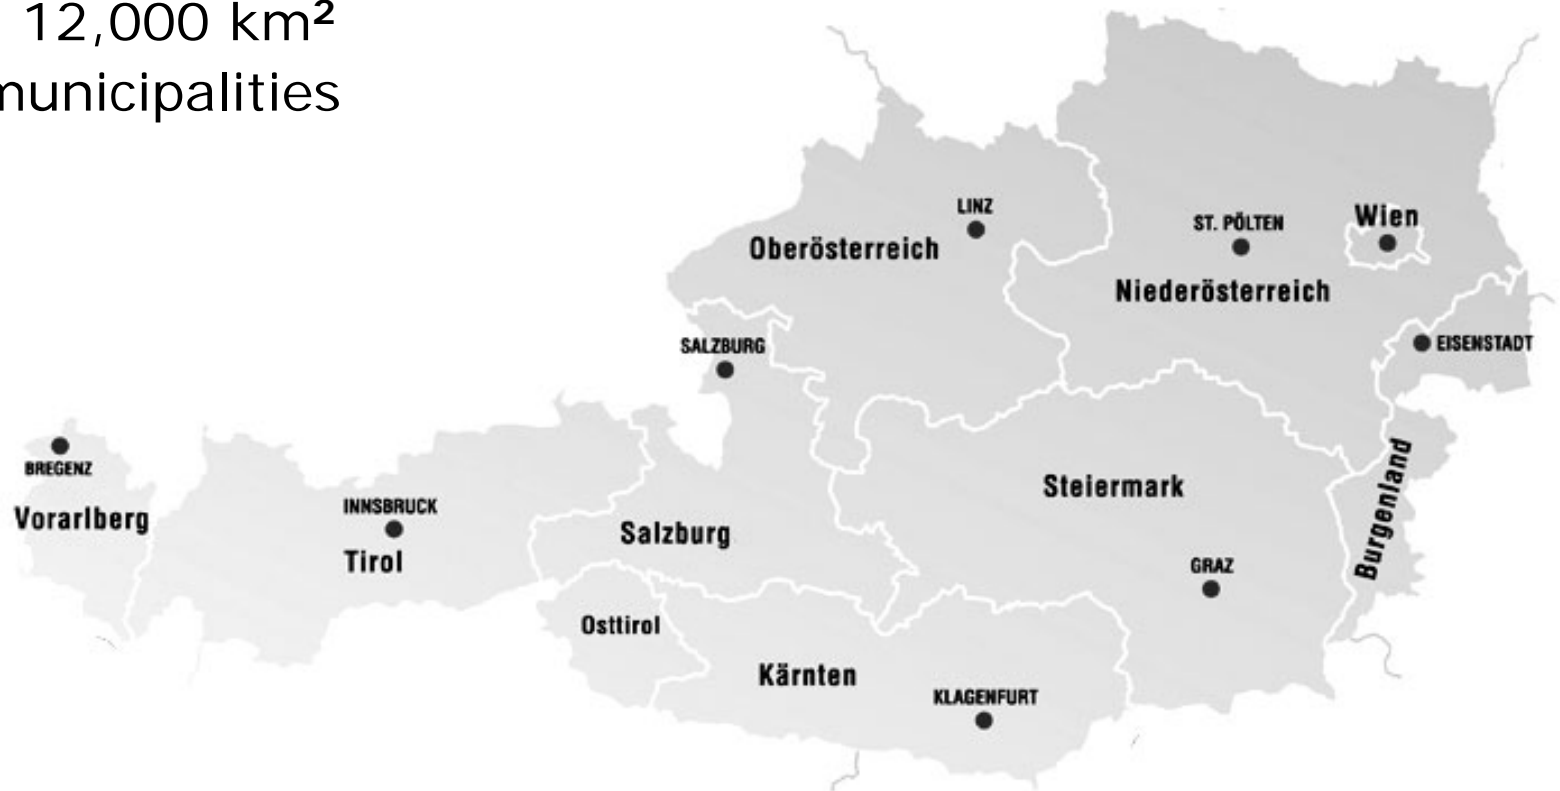 12,000 km²
municipalities
LINZ
Oberösterreich
ST. PÖLTEN
Wien
Niederösterreich
SALZBURG
EISENSTADT
BREGENZ
Vorarlberg
INNSBRUCK
Tirol
Salzburg
Steiermark
Burgenland
GRAZ
Osttirol
Kärnten
KLAGENFURT